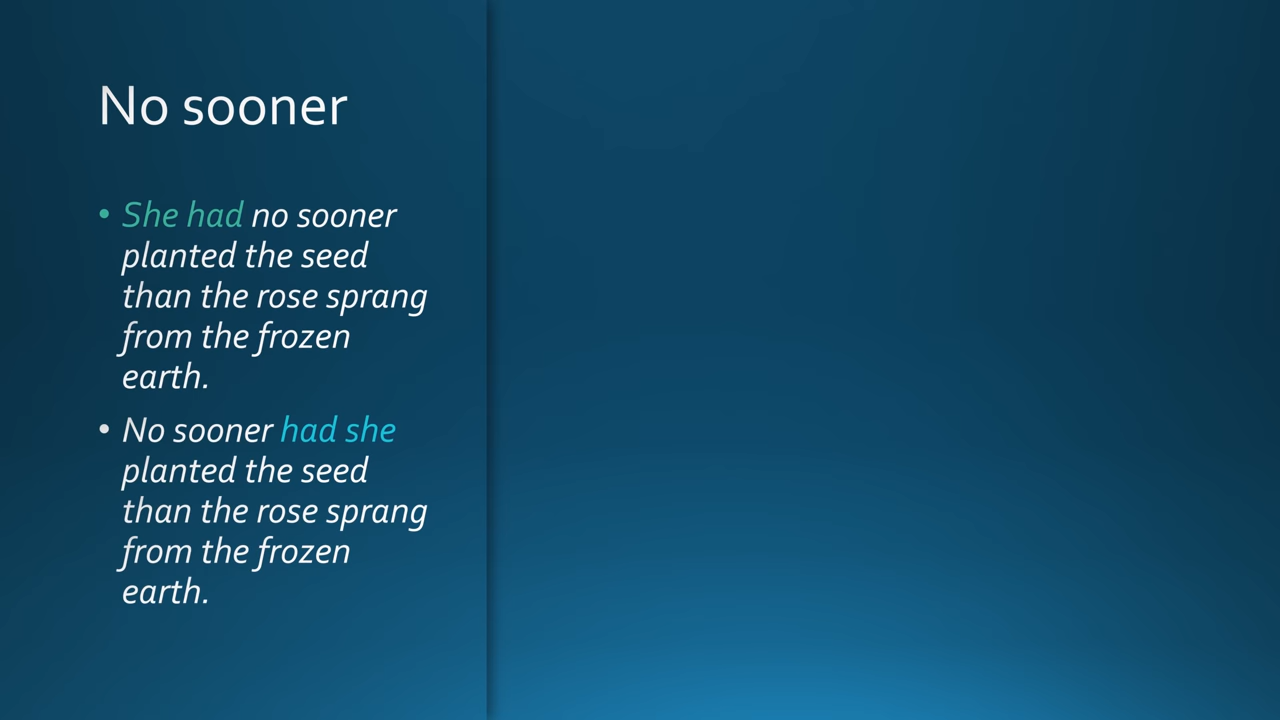 No sooner
• She had no sooner
planted the seed
than the rose sprang
from the frozen
earth.
• No sooner had she
planted the seed
than the rose sprang
from the frozen
earth.